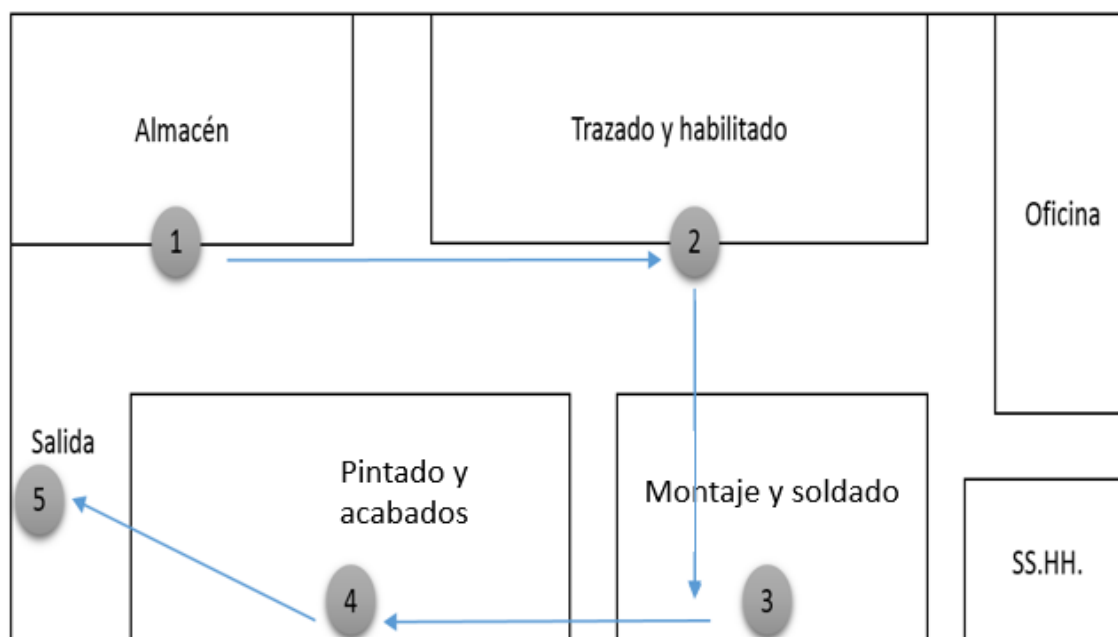 Almacén
Trazado y habilitado
Oficina
1
2
Salida
5
Pintado y
acabados
Montaje y soldado
4
3
SS.HH.